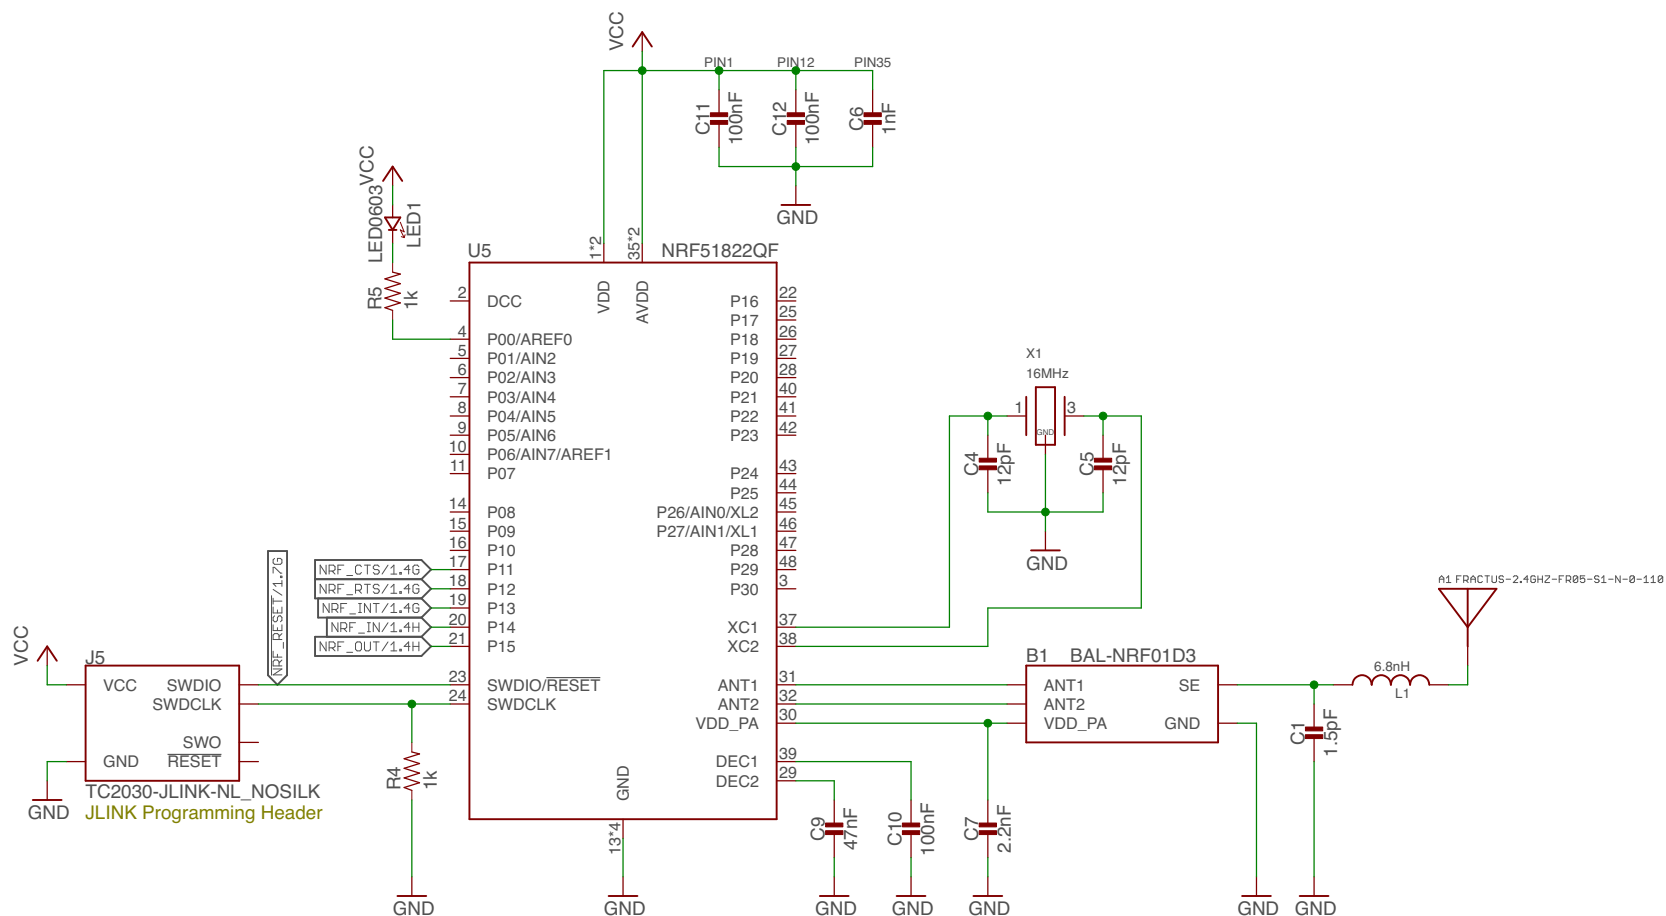 VCC
PIN1
PIN12
PIN35
C11
100nF
C12
100nF
C6
1nF
GND
VCC
LED0603
LED1
R5
1k
U5
NRF51822QF
1*2
35*2
VDD
AVDD
2 DCC
4 P00/AREF0
5 P01/AIN2
6 P02/AIN3
7 P03/AIN4
8 P04/AIN5
9 P05/AIN6
10 P06/AIN7/AREF1
11 P07
14 P08
15 P09
16 P10
17 P11
18 P12
19 P13
20 P14
21 P15
23 SWDIO/RESET
24 SWDCLK
P16 22
P17 25
P18 26
P19 27
P20 28
P21 40
P22 41
P23 42
P24 43
P25 44
P26/AIN0/XL2 45
P27/AIN1/XL1 46
P28 47
P29 48
P30 3
XC1 37
XC2 38
ANT1 31
ANT2 32
VDD_PA 30
DEC1 39
DEC2 29
GND
13*4
GND
NRF_RESET/1.7G
NRF_CTS/1.4G
NRF_RTS/1.4G
NRF_INT/1.4G
NRF_IN/1.4H
NRF_OUT/1.4H
VCC
J5
VCC
SWDIO
SWDCLK
SWO
GND
RESET
TC2030-JLINK-NL_NOSILK
JLINK Programming Header
GND
R4
1k
GND
X1
16MHz
1
3
GND
C4
12pF
C5
12pF
GND
B1
BAL-NRF01D3
ANT1
ANT2
VDD_PA
SE
GND
A1 FRACTUS-2.4GHZ-FR05-S1-N-0-110
6.8nH
L1
C1
1.5pF
C9
47nF
C10
100nF
C7
2.2nF
GND
GND
GND
GND
GND